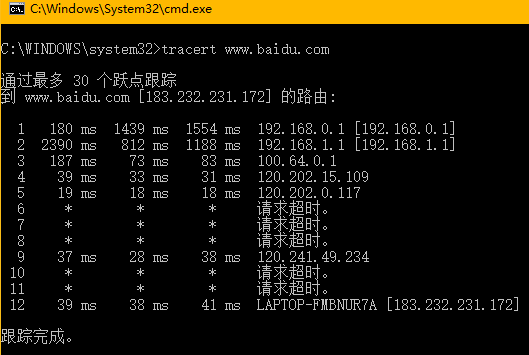 C:\Windows\System32\cmd.exe
C:\WINDOWS\system32>tracert www.baidu.com
通过最多 30 个跃点跟踪
到 www.baidu.com [183.232.231.172] 的路由:
1 180 ms 1439 ms 1554 ms 192.168.0.1 [192.168.0.1]
2 2390 ms 812 ms 1188 ms 192.168.1.1 [192.168.1.1]
3 187 ms 73 ms 83 ms 100.64.0.1
4 39 ms 33 ms 31 ms 120.202.15.109
5 19 ms 18 ms 18 ms 120.202.0.117
6 * * * 请求超时。
7 * * * 请求超时。
8 * * * 请求超时。
9 37 ms 28 ms 38 ms 120.241.49.234
10 * * * 请求超时。
11 * * * 请求超时。
12 39 ms 38 ms 41 ms LAPTOP-FMBNUR7A [183.232.231.172]
跟踪完成。